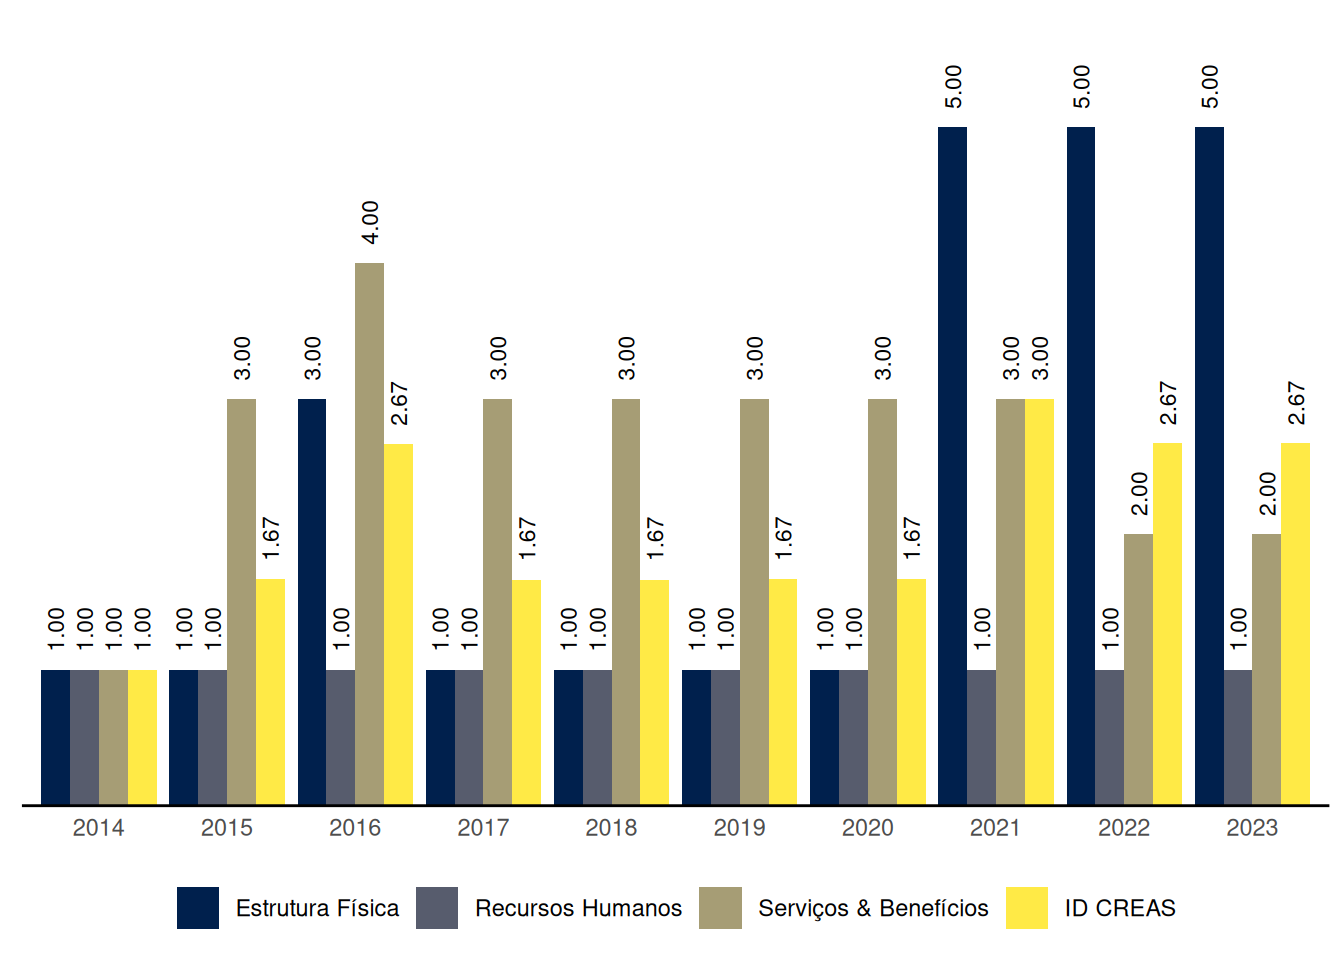 5.00 5.00 5.00
4.00
3.00 3.00 3.00 3.00 3.00 3.00 3.00 3.00
2.67 2.67 2.67
2.00 2.00
1.67 1.67 1.67 1.67 1.67
1.00 1.00 1.00 1.00 1.00 1.00 1.00 1.00 1.00 1.00 1.00 1.00 1.00 1.00 1.00 1.00 1.00
2014 2015 2016 2017 2018 2019 2020 2021 2022 2023
Estrutura Física Recursos Humanos Serviços & Benefícios ID CREAS